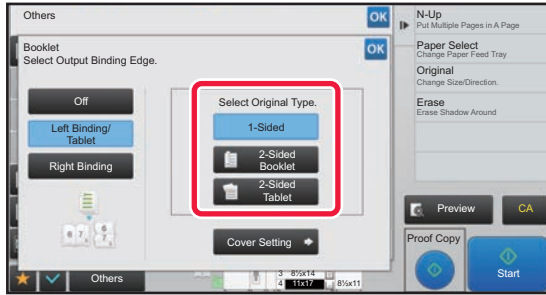 Others
OK
Booklet
Select Output Binding Edge.
OK
Off
Left Binding/
Tablet
Right Binding
Select Original Type.
1-Sided
2-Sided
Booklet
2-Sided
Tablet
Cover Setting
Others
3 8½x14
4 11x17
8½x11
N-Up
Put Multiple Pages in A Page
Paper Select
Change Paper Feed Tray
Original
Change Size/Direction.
Erase
Erase Shadow Around
Preview
CA
Proof Copy
Start